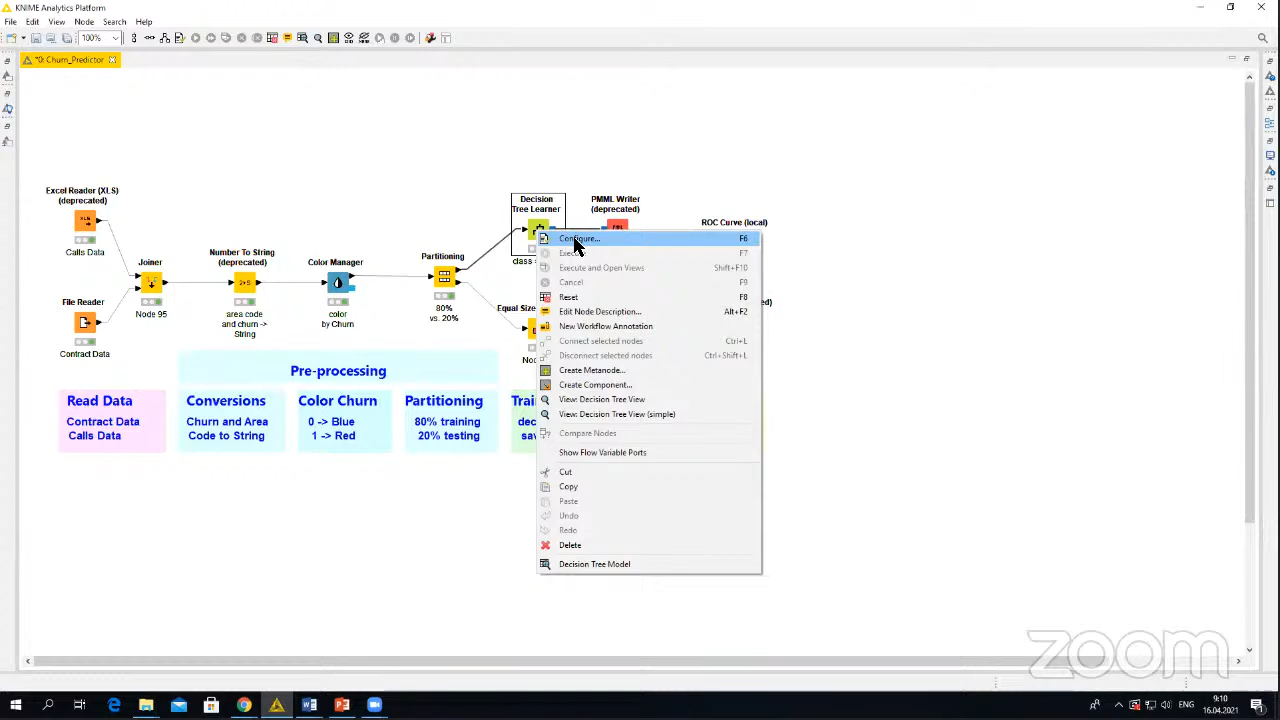 KNIME Analytics Platform
File Edit View Node Search Help
100%
*0: Churn_Predictor
Excel Reader (XLS)
(deprecated)
Calls Data
File Reader
Contract Data
Joiner
Node 95
Number To String
(deprecated)
area code
and churn ->
String
Color Manager
color
by Churn
Partitioning
80%
vs. 20%
Decision
Tree Learner
class
PMML Writer
(deprecated)
ROC Curve (local)
Equal Size
Configure... F6
F7
Execute and Open Views Shift+F10
Cancel F9
Reset F8
Edit Node Description... Alt+F2
New Workflow Annotation
Connect selected nodes Ctrl+L
Disconnect selected nodes Ctrl+Shift+L
Create Metanode...
Create Component...
View: Decision Tree View
View: Decision Tree View (simple)
Compare Nodes
Show Flow Variable Ports
Cut
Copy
Paste
Undo
Redo
Delete
Decision Tree Model
Pre-processing
Read Data
Contract Data
Calls Data
Conversions
Churn and Area
Code to String
Color Churn
0 -> Blue
1 -> Red
Partitioning
80% training
20% testing
zoom
ENG
9:10
16.04.2021